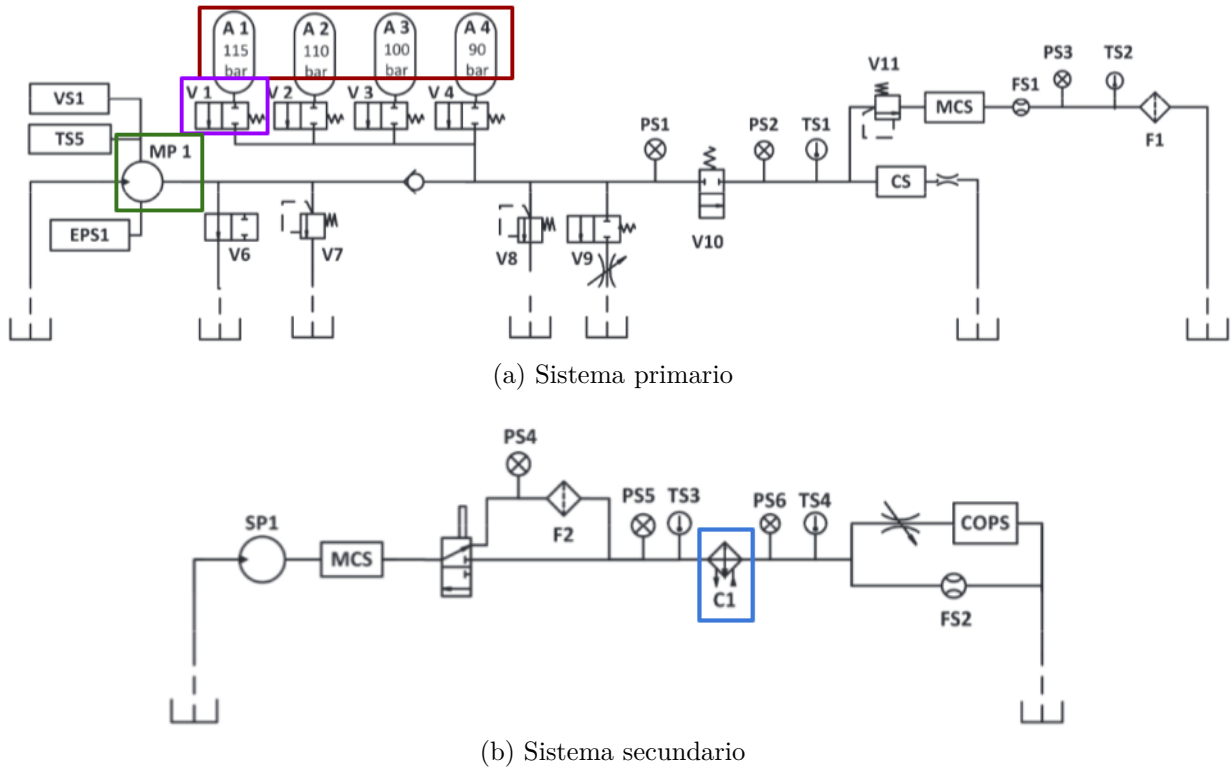 A 1 A 2 A 3 A 4
115 110 100 90
bar bar bar bar
V 1 V 2 V 3 V 4
VS1
TS5
MP 1
EPS1
V6
V7
V8
V9
PS1
V10
PS2
TS1
V11
MCS
FS1
PS3
TS2
F1
CS
(a) Sistema primario
SP1
MCS
PS4
F2
PS5
TS3
C1
PS6
TS4
COPS
FS2
(b) Sistema secundario